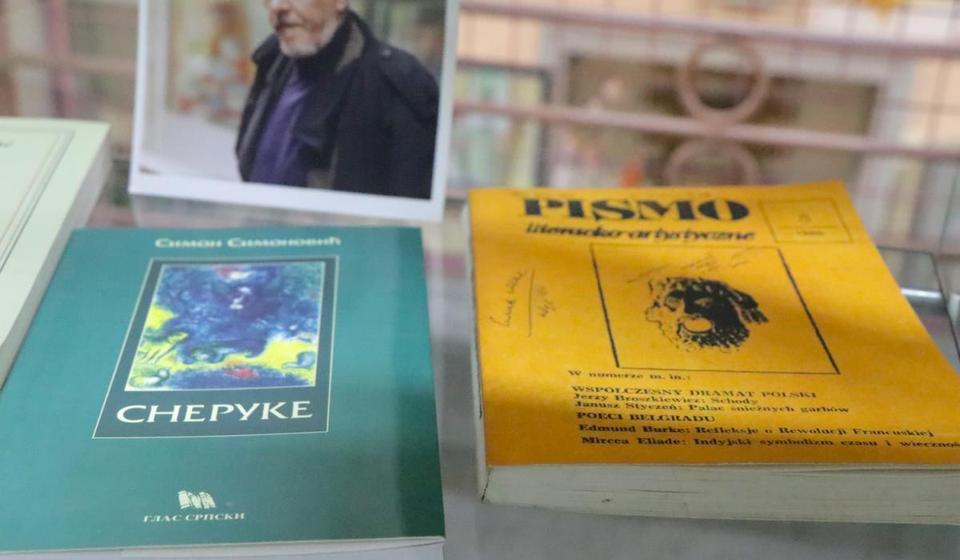 Симон Симоновић
СНЕРУКЕ
ГЛАС СРПСКИ
PISMO
literacko artystyczne
W numerze m. in.:
WSPÓŁCZESNY DRAMAT POLSKI
Jerzy Broszkiewicz: Schody
Janusz Styczeń: Pałac śnieżnych garbów
POECI BELGRADU
Edmund Burke: Refleksje o Rewolucji Francuskiej
Mircea Eliade: Indyjski symbolizm czasu i